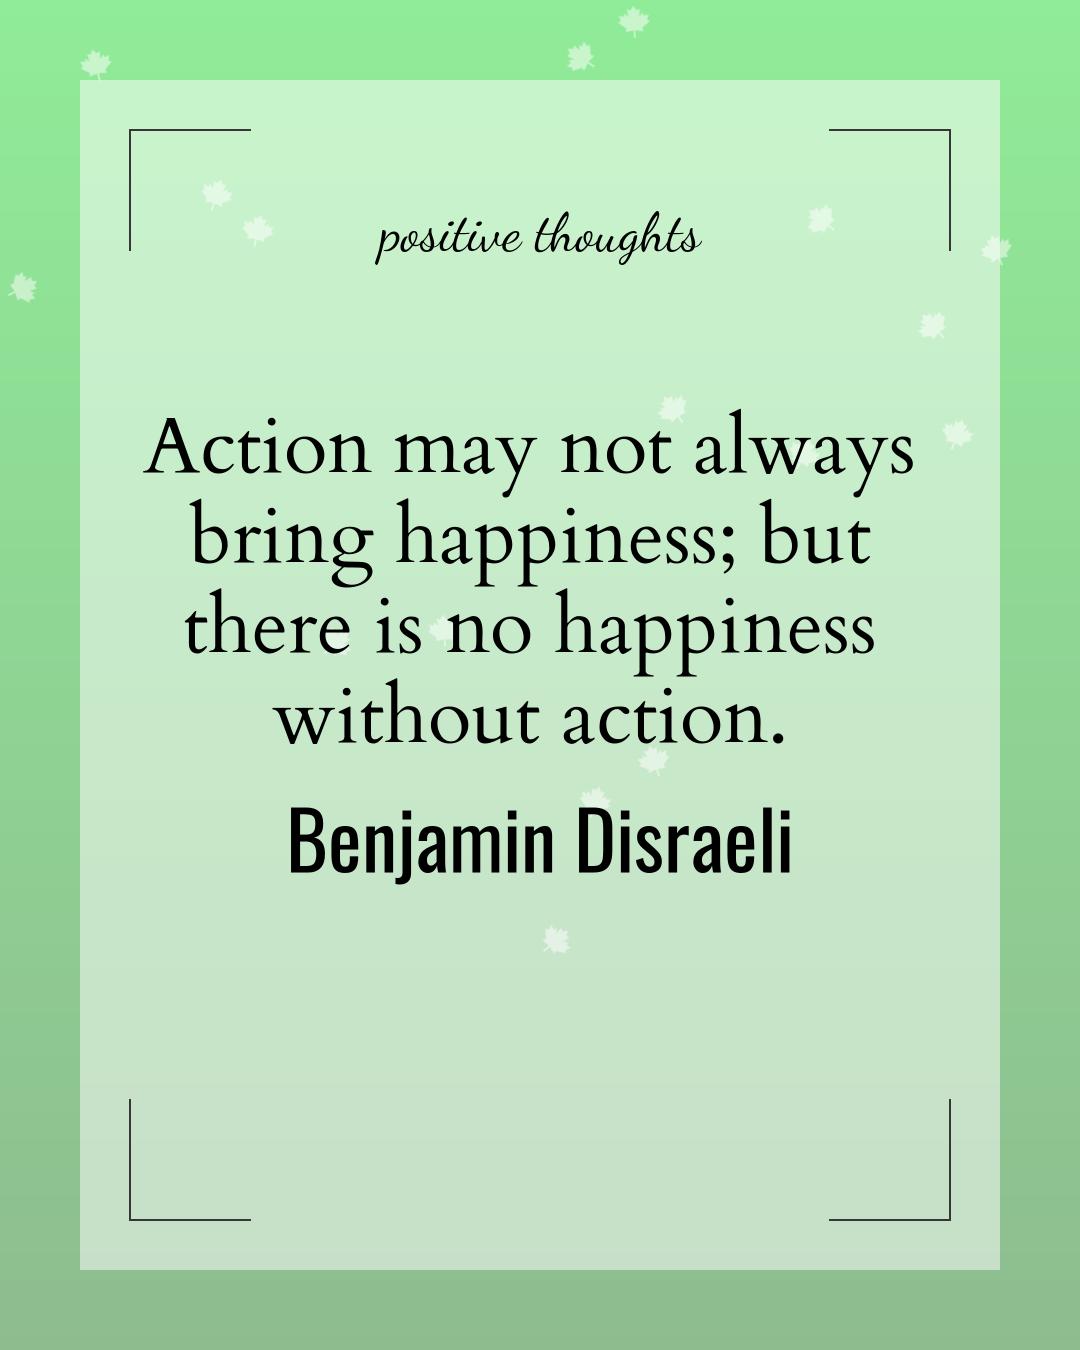 positive thoughts
Action may not always
bring happiness; but
there is no happiness
without action.
Benjamin Disraeli